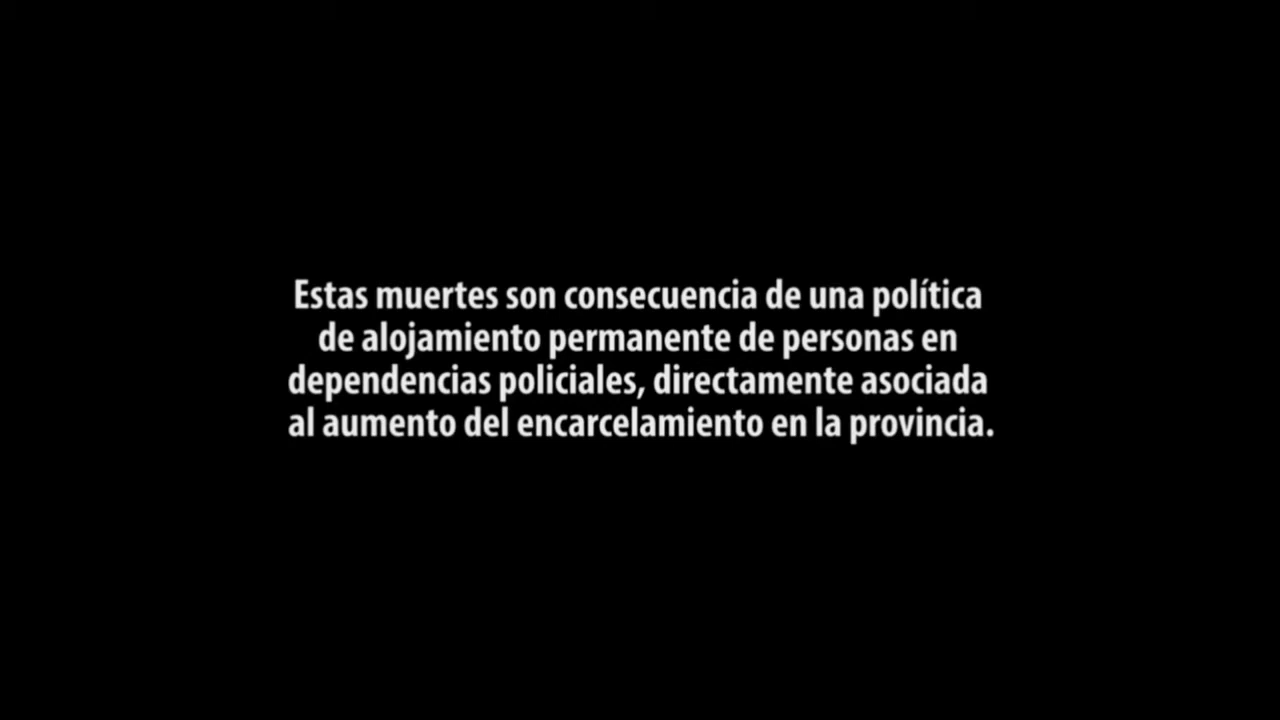 Estas muertes son consecuencia de una política
de alojamiento permanente de personas en
dependencias policiales, directamente asociada
al aumento del encarcelamiento en la provincia.